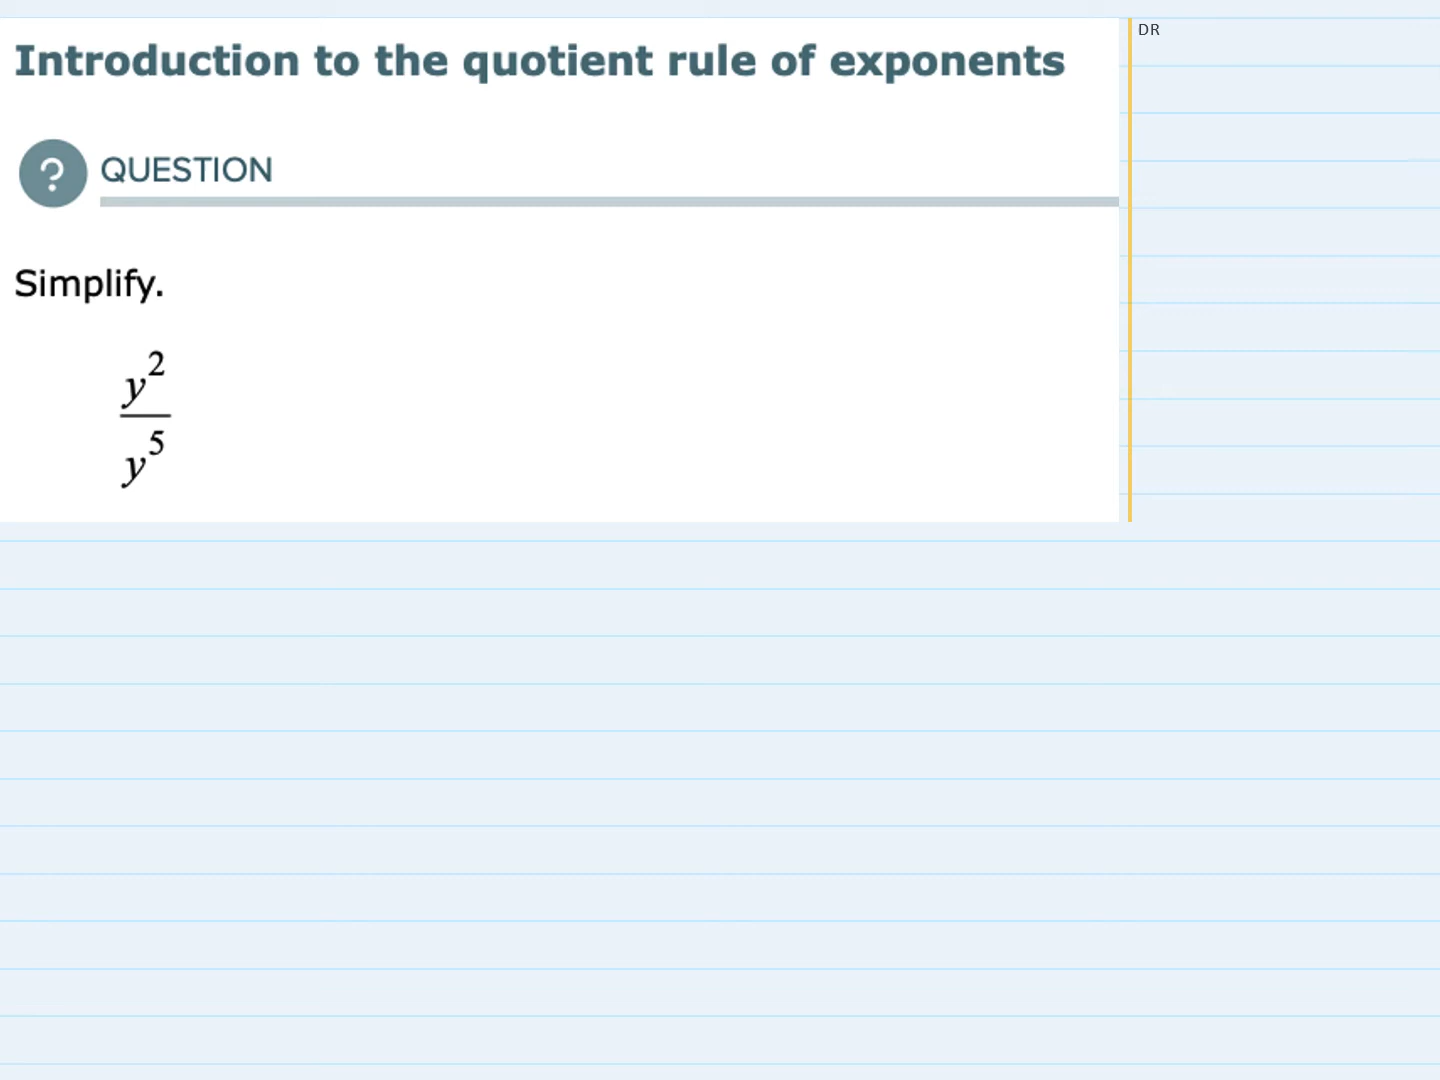 Introduction to the quotient rule of exponents
DR
? QUESTION
Simplify.
y^2
y^5